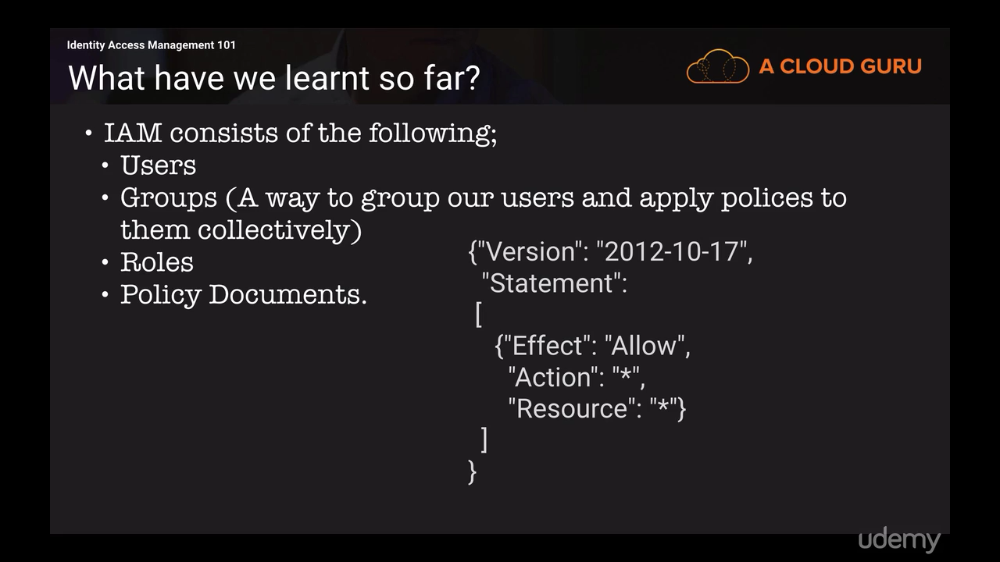 Identity Access Management 101
What have we learnt so far?
A CLOUD GURU
• IAM consists of the following;
• Users
• Groups (A way to group our users and apply polices to
them collectively)
• Roles
• Policy Documents.
{"Version": "2012-10-17",
"Statement":
[
{"Effect": "Allow",
"Action": "*",
"Resource": "*"}
]
}
udemy